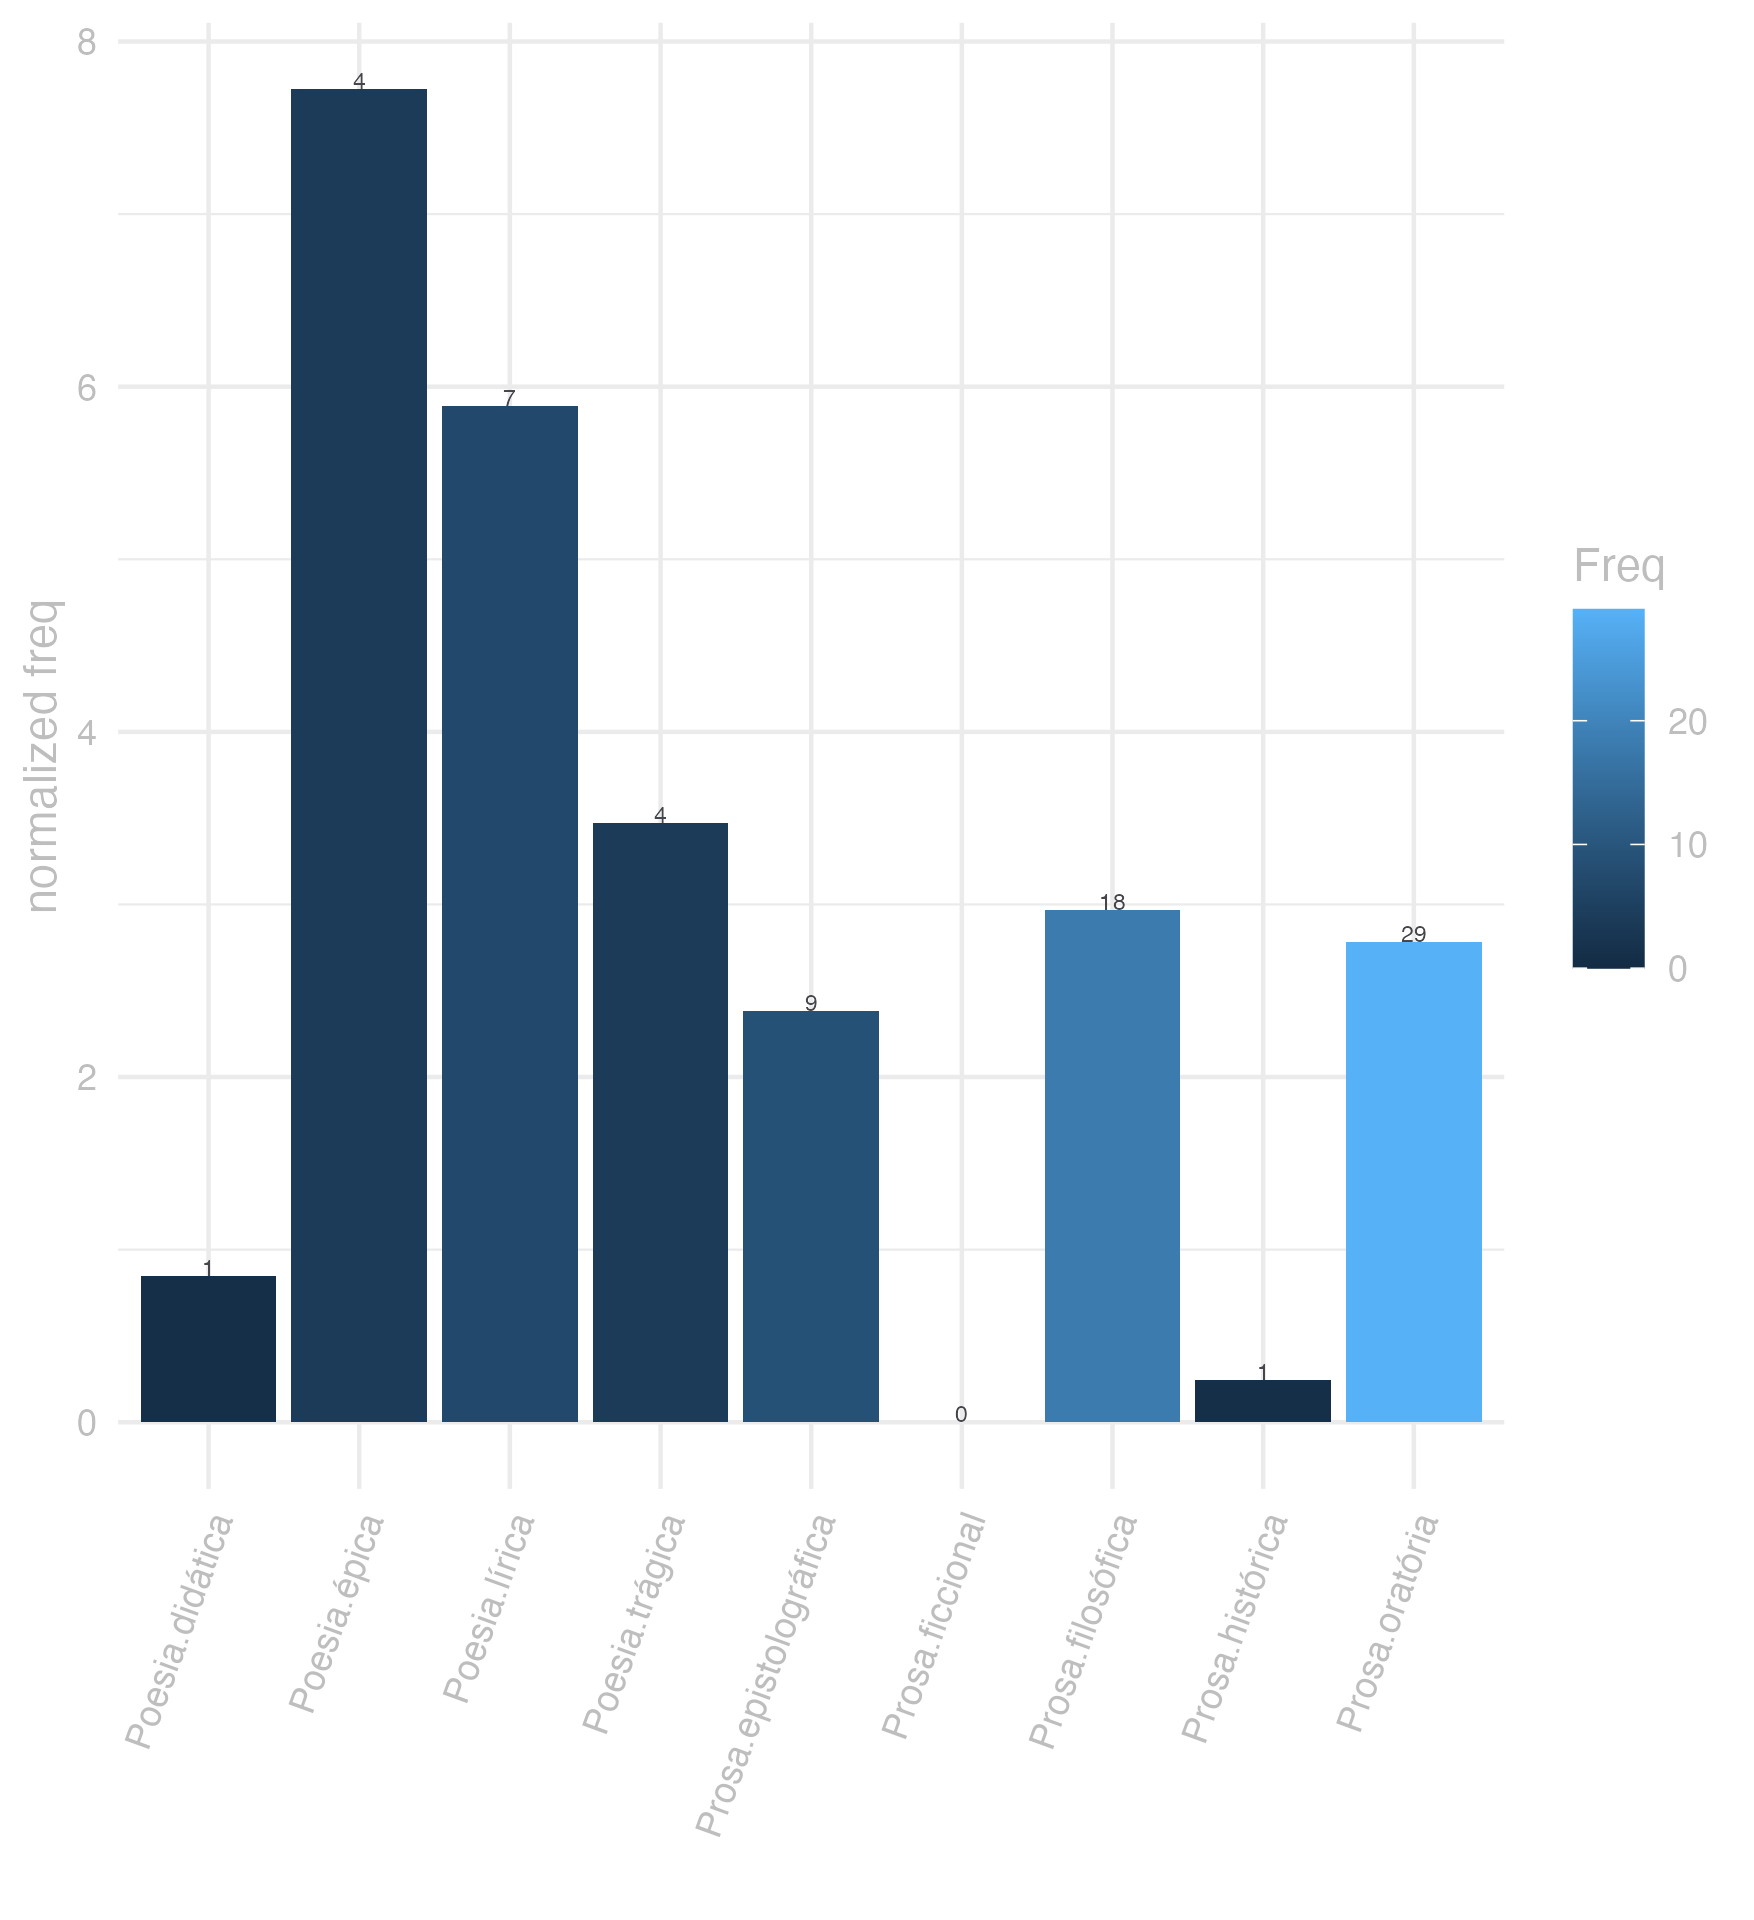 8
6
4
2
0
normalized freq
1
4
7
4
9
0
18
1
29
Poesia.didática
Poesia.épica
Poesia.lírica
Poesia.trágica
Prosa.epistolográfica
Prosa.ficcional
Prosa.filosófica
Prosa.histórica
Prosa.oratória
Freq
20
10
0